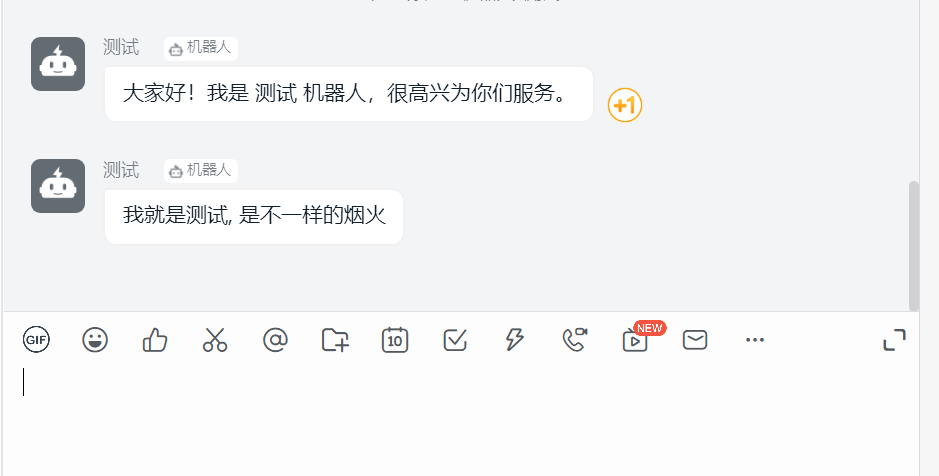 测试 机器人
大家好！我是 测试 机器人，很高兴为你们服务。
+1
测试 机器人
我就是测试, 是不一样的烟火
GIF @ 10 NEW